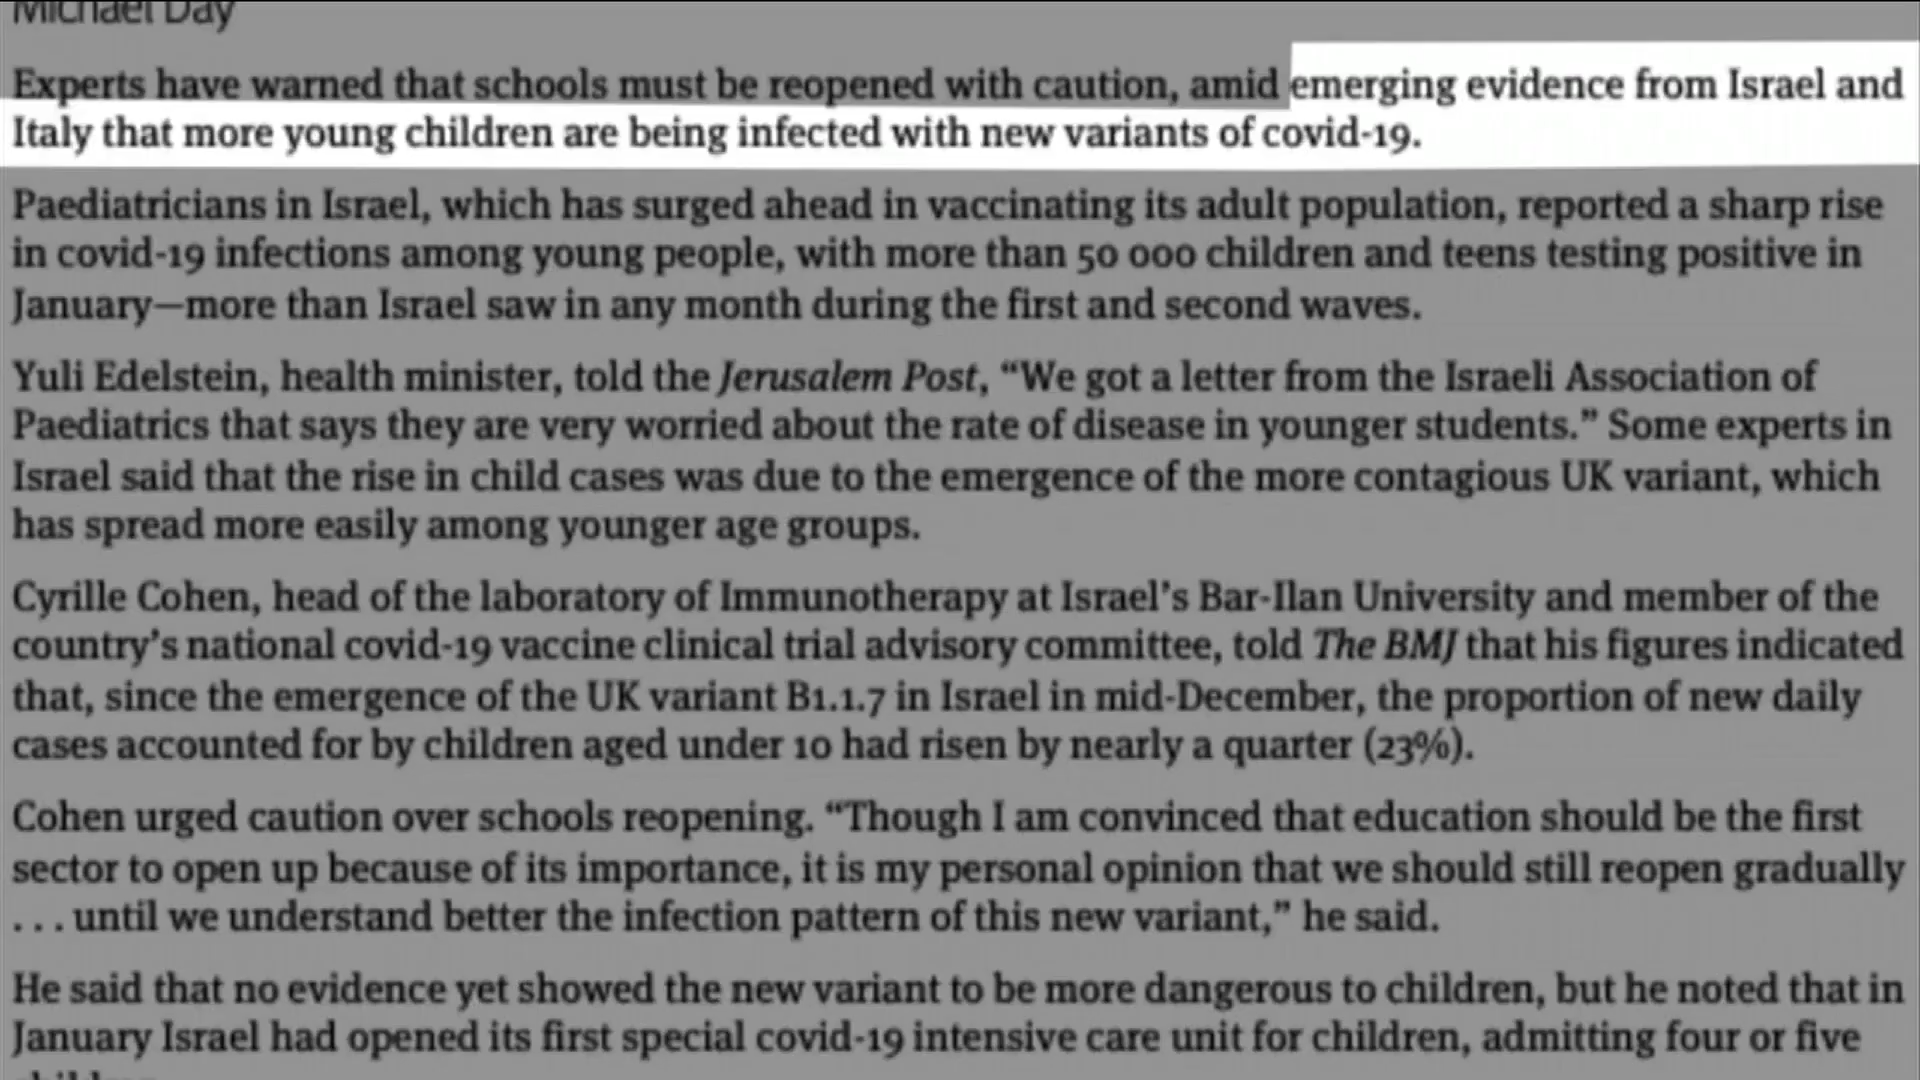 Michael Day
Experts have warned that schools must be reopened with caution, amid emerging evidence from Israel and
Italy that more young children are being infected with new variants of covid-19.
Paediatricians in Israel, which has surged ahead in vaccinating its adult population, reported a sharp rise
in covid-19 infections among young people, with more than 50 000 children and teens testing positive in
January—more than Israel saw in any month during the first and second waves.
Yuli Edelstein, health minister, told the Jerusalem Post, “We got a letter from the Israeli Association of
Paediatrics that says they are very worried about the rate of disease in younger students.” Some experts in
Israel said that the rise in child cases was due to the emergence of the more contagious UK variant, which
has spread more easily among younger age groups.
Cyrille Cohen, head of the laboratory of Immunotherapy at Israel’s Bar-Ilan University and member of the
country’s national covid-19 vaccine clinical trial advisory committee, told The BMJ that his figures indicated
that, since the emergence of the UK variant B1.1.7 in Israel in mid-December, the proportion of new daily
cases accounted for by children aged under 10 had risen by nearly a quarter (23%).
Cohen urged caution over schools reopening. “Though I am convinced that education should be the first
sector to open up because of its importance, it is my personal opinion that we should still reopen gradually
. . . until we understand better the infection pattern of this new variant,” he said.
He said that no evidence yet showed the new variant to be more dangerous to children, but he noted that in
January Israel had opened its first special covid-19 intensive care unit for children, admitting four or five